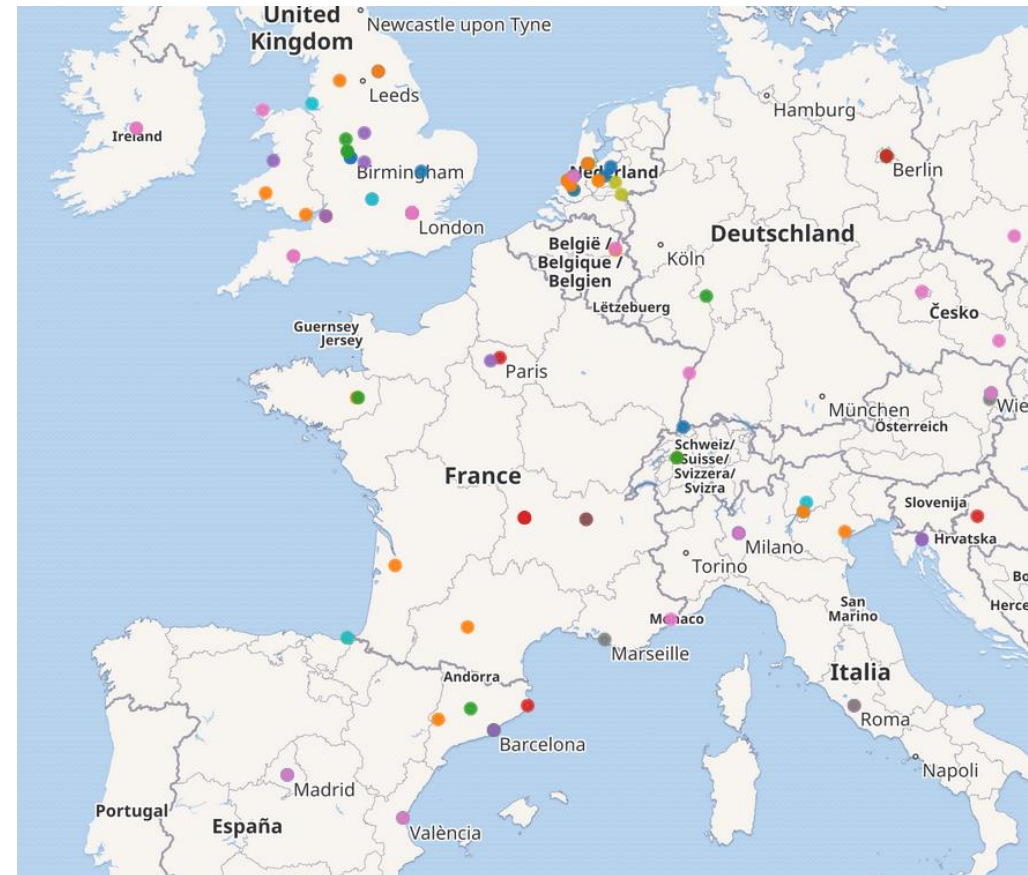 United
Kingdom
Newcastle upon Tyne
Leeds
Ireland
Birmingham
London
Hamburg
Berlin
Nederland
België /
Belgique /
Belgien
Köln
Deutschland
Lëtzebuerg
Česko
Guernsey
Jersey
Paris
München
Wie
Österreich
Schweiz/
Suisse/
Svizzera/
Svizra
France
Slovenija
Hrvatska
Milano
Torino
Bo
Herce
San
Marino
Monaco
Marseille
Italia
Andorra
Roma
Barcelona
Napoli
Madrid
Portugal
España
València